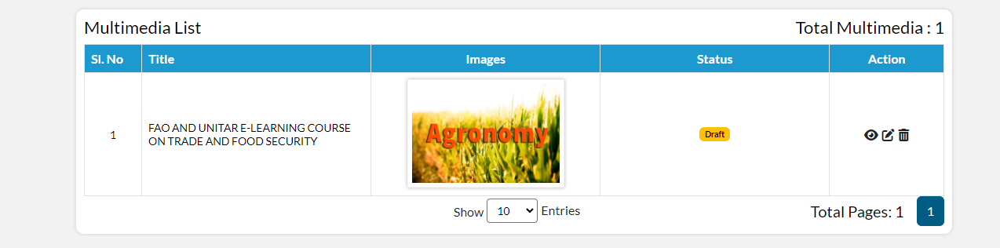 Multimedia List
Total Multimedia : 1
Sl. No Title Images Status Action
1
FAO AND UNITAR E-LEARNING COURSE
ON TRADE AND FOOD SECURITY
Agronomy
Draft
Show 10 Entries
Total Pages: 1 1